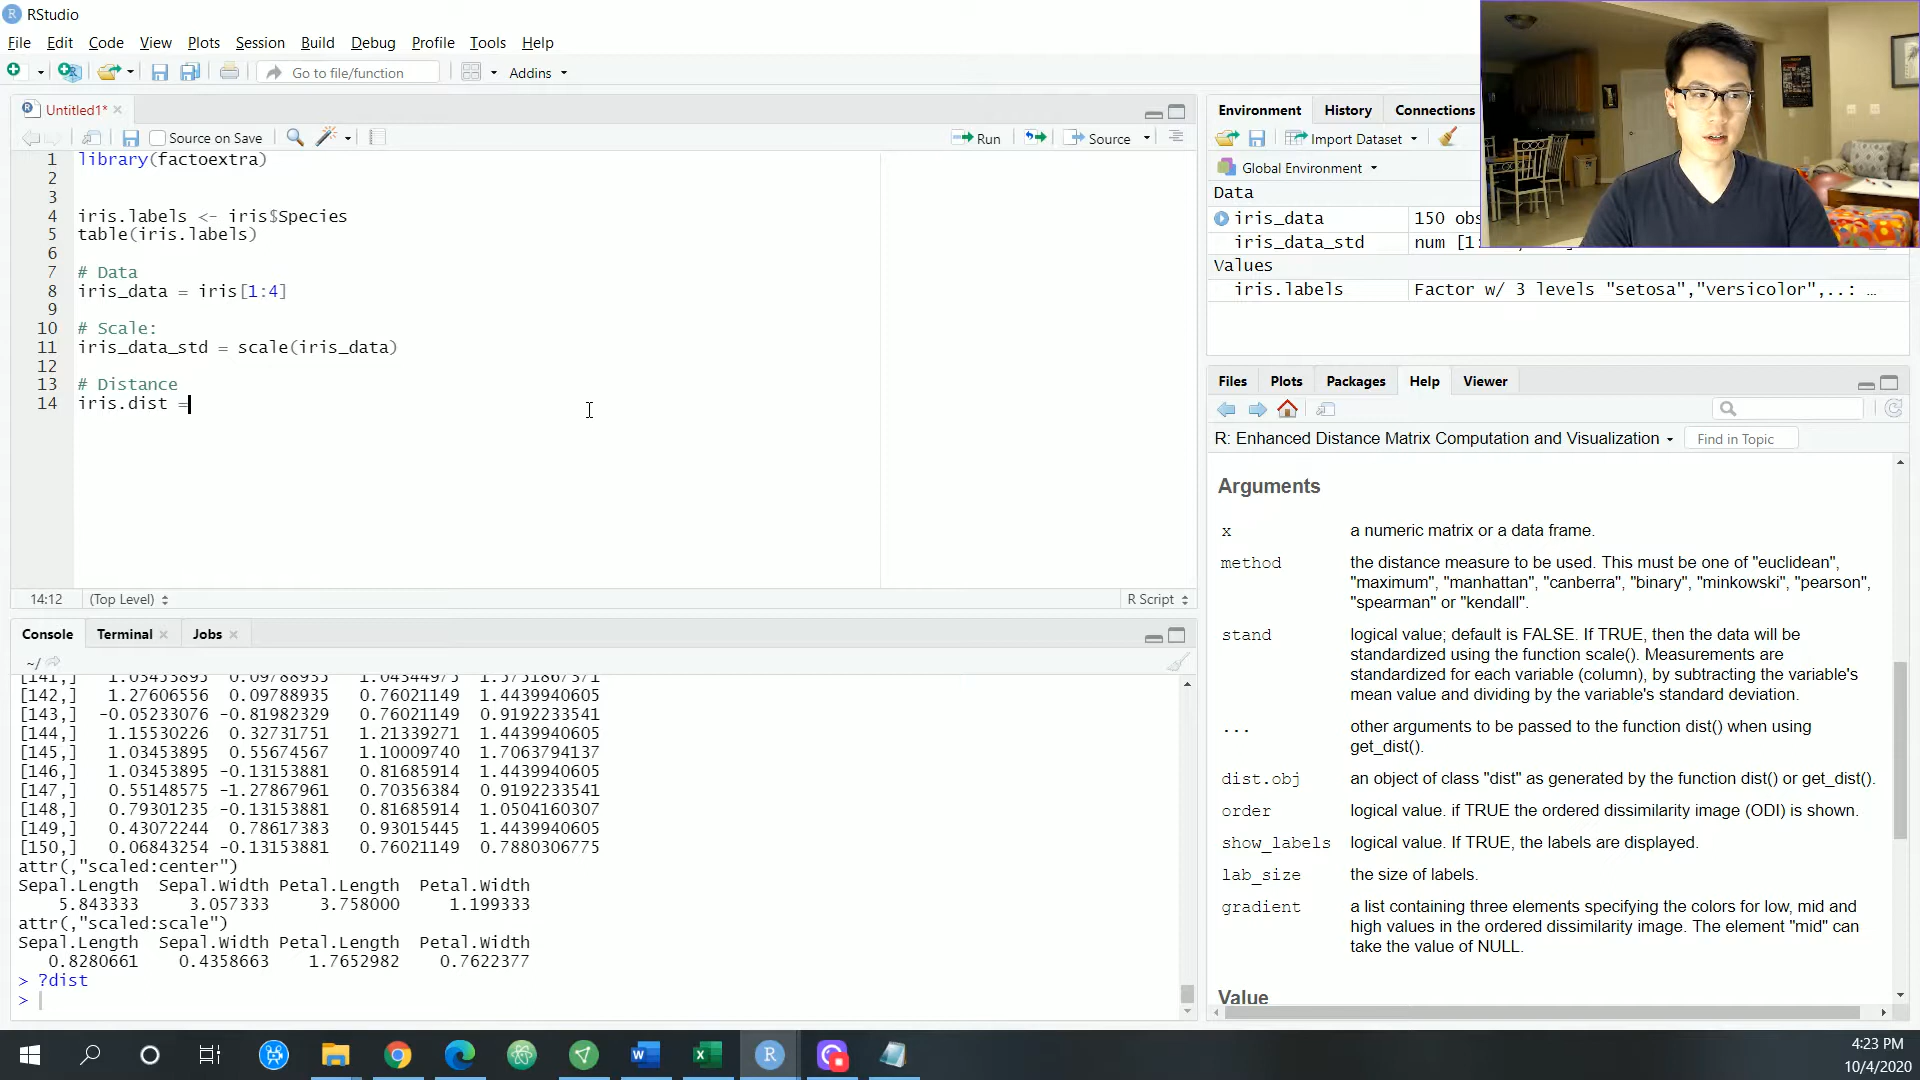 RStudio
File Edit Code View Plots Session Build Debug Profile Tools Help
Go to file/function Addins
Untitled1*
Source on Save Run Source
1 library(factoextra)
2
3
4 iris.labels <- iris$Species
5 table(iris.labels)
6
7 # Data
8 iris_data = iris[1:4]
9
10 # Scale:
11 iris_data_std = scale(iris_data)
12
13 # Distance
14 iris.dist =
14:12 (Top Level) R Script
Console Terminal Jobs
~/
[141,] 1.03453895 0.09788935 1.04344975 1.5751867371
[142,] 1.27606556 0.09788935 0.76021149 1.4439940605
[143,] -0.05233076 -0.81982329 0.76021149 0.9192233541
[144,] 1.15530226 0.32731751 1.21339271 1.4439940605
[145,] 1.03453895 0.55674567 1.10009740 1.7063794137
[146,] 1.03453895 -0.13153881 0.81685914 1.4439940605
[147,] 0.55148575 -1.27867961 0.70356384 0.9192233541
[148,] 0.79301235 -0.13153881 0.81685914 1.0504160307
[149,] 0.43072244 0.78617383 0.93015445 1.4439940605
[150,] 0.06843254 -0.13153881 0.76021149 0.7880306775
attr(,"scaled:center")
Sepal.Length Sepal.Width Petal.Length Petal.Width
5.843333 3.057333 3.758000 1.199333
attr(,"scaled:scale")
Sepal.Length Sepal.Width Petal.Length Petal.Width
0.8280661 0.4358663 1.7652982 0.7622377
> ?dist
>
Environment History Connections
Import Dataset
Global Environment
Data
iris_data 150 obs
iris_data_std num [1:
Values
iris.labels Factor w/ 3 levels "setosa","versicolor",..: …
Files Plots Packages Help Viewer
R: Enhanced Distance Matrix Computation and Visualization Find in Topic
Arguments
x a numeric matrix or a data frame.
method the distance measure to be used. This must be one of "euclidean",
"maximum", "manhattan", "canberra", "binary", "minkowski", "pearson",
"spearman" or "kendall".
stand logical value; default is FALSE. If TRUE, then the data will be
standardized using the function scale(). Measurements are
standardized for each variable (column), by subtracting the variable's
mean value and dividing by the variable's standard deviation.
... other arguments to be passed to the function dist() when using
get_dist().
dist.obj an object of class "dist" as generated by the function dist() or get_dist().
order logical value. if TRUE the ordered dissimilarity image (ODI) is shown.
show_labels logical value. If TRUE, the labels are displayed.
lab_size the size of labels.
gradient a list containing three elements specifying the colors for low, mid and
high values in the ordered dissimilarity image. The element "mid" can
take the value of NULL.
Value
4:23 PM
10/4/2020